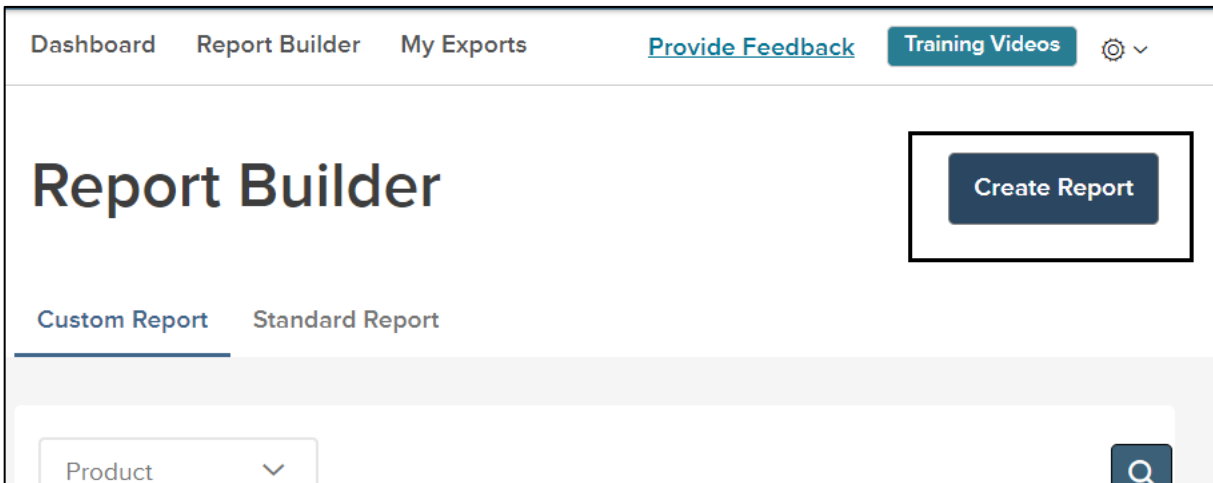 Dashboard Report Builder My Exports Provide Feedback Training Videos
Report Builder
Create Report
Custom Report Standard Report
Product